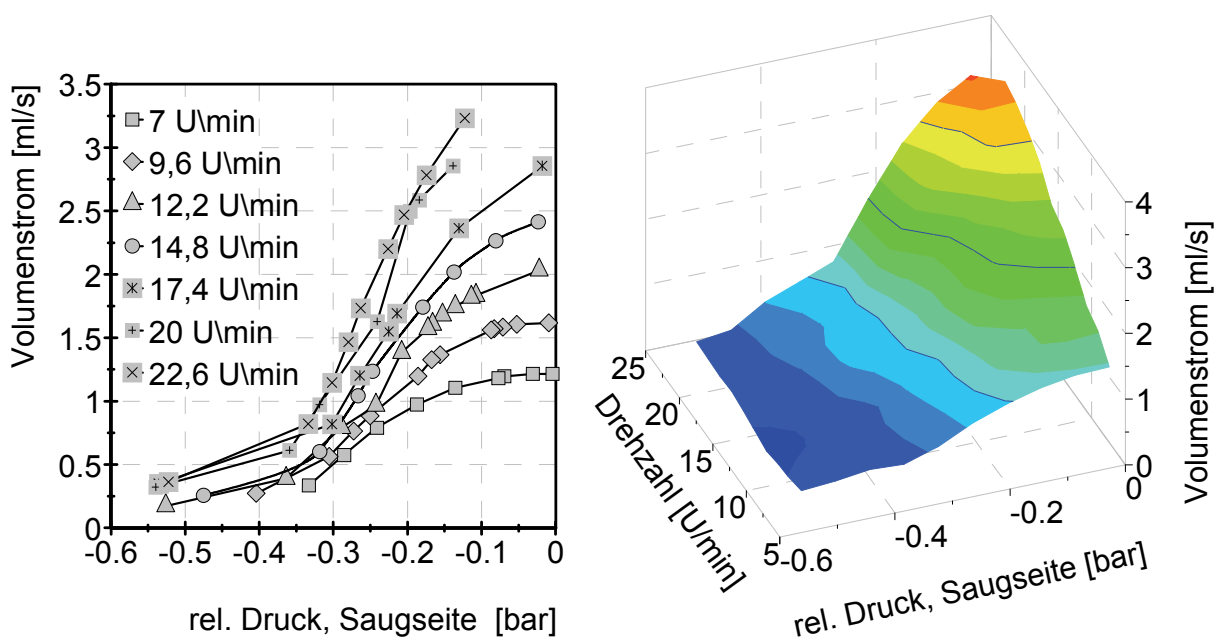 Volumenstrom [ml/s]
3.5
3
2.5
2
1.5
1
0.5
0
7 U\min
9,6 U\min
12,2 U\min
14,8 U\min
17,4 U\min
20 U\min
22,6 U\min
-0.6 -0.5 -0.4 -0.3 -0.2 -0.1 0
rel. Druck, Saugseite [bar]
4
3
2
1
0
Volumenstrom [ml/s]
25
20
15
10
5
Drehzahl [U/min]
-0.6
-0.4
-0.2
0
rel. Druck, Saugseite [bar]